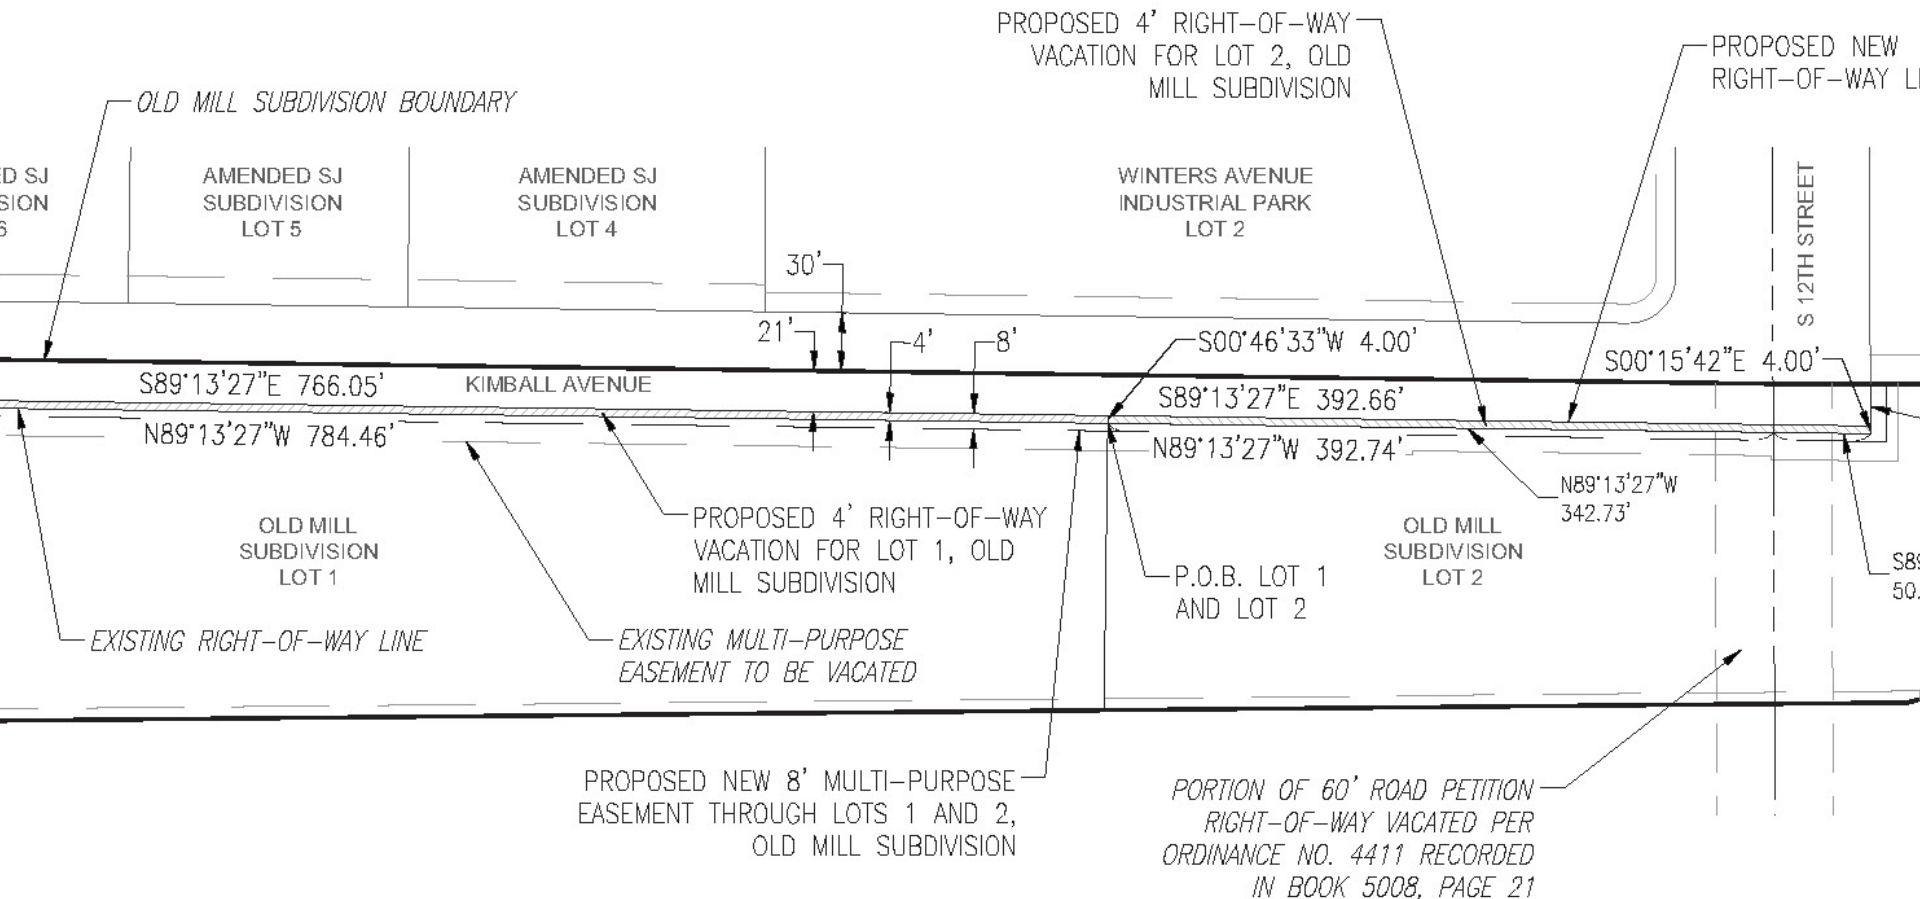 PROPOSED 4' RIGHT-OF-WAY
VACATION FOR LOT 2, OLD
MILL SUBDIVISION
PROPOSED NEW
RIGHT-OF-WAY
OLD MILL SUBDIVISION BOUNDARY
SJ
6
AMENDED SJ
SUBDIVISION
LOT 5
AMENDED SJ
SUBDIVISION
LOT 4
WINTERS AVENUE
INDUSTRIAL PARK
LOT 2
S 12TH STREET
30'
21'
4'
8'
S00°46'33"W 4.00'
S00°15'42"E 4.00'
S89°13'27"E 766.05'
KIMBALL AVENUE
S89°13'27"E 392.66'
N89°13'27"W 784.46'
N89°13'27"W 392.74'
N89°13'27"W
342.73'
OLD MILL
SUBDIVISION
LOT 1
PROPOSED 4' RIGHT-OF-WAY
VACATION FOR LOT 1, OLD
MILL SUBDIVISION
OLD MILL
SUBDIVISION
LOT 2
P.O.B. LOT 1
AND LOT 2
EXISTING RIGHT-OF-WAY LINE
EXISTING MULTI-PURPOSE
EASEMENT TO BE VACATED
PROPOSED NEW 8' MULTI-PURPOSE
EASEMENT THROUGH LOTS 1 AND 2,
OLD MILL SUBDIVISION
PORTION OF 60' ROAD PETITION
RIGHT-OF-WAY VACATED PER
ORDINANCE NO. 4411 RECORDED
IN BOOK 5008, PAGE 21